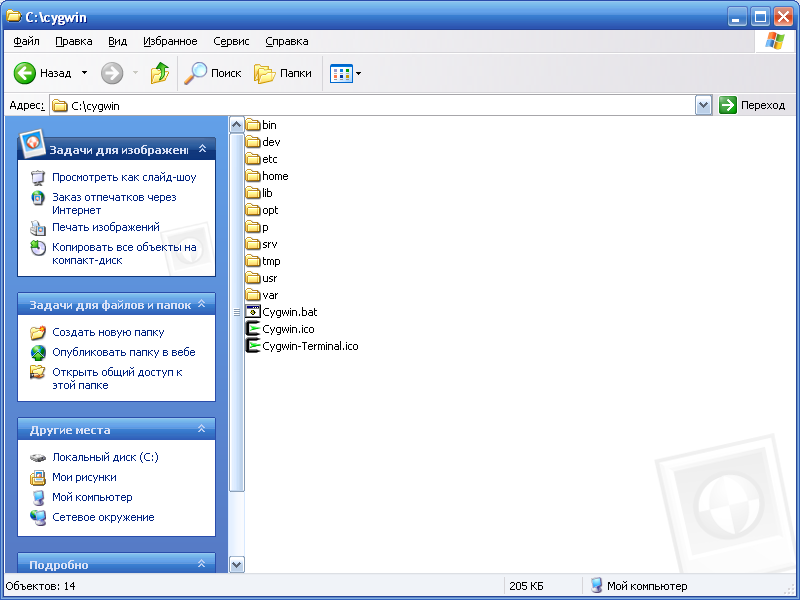 C:\cygwin
Файл Правка Вид Избранное Сервис Справка
Назад Поиск Папки
Адрес: C:\cygwin Переход
Задачи для изображен
Просмотреть как слайд-шоу
Заказ отпечатков через
Интернет
Печать изображений
Копировать все объекты на
компакт-диск
Задачи для файлов и папок
Создать новую папку
Опубликовать папку в вебе
Открыть общий доступ к
этой папке
Другие места
Локальный диск (C:)
Мои рисунки
Мой компьютер
Сетевое окружение
Подробно
bin
dev
etc
home
lib
opt
p
srv
tmp
usr
var
Cygwin.bat
Cygwin.ico
Cygwin-Terminal.ico
Объектов: 14 205 КБ Мой компьютер